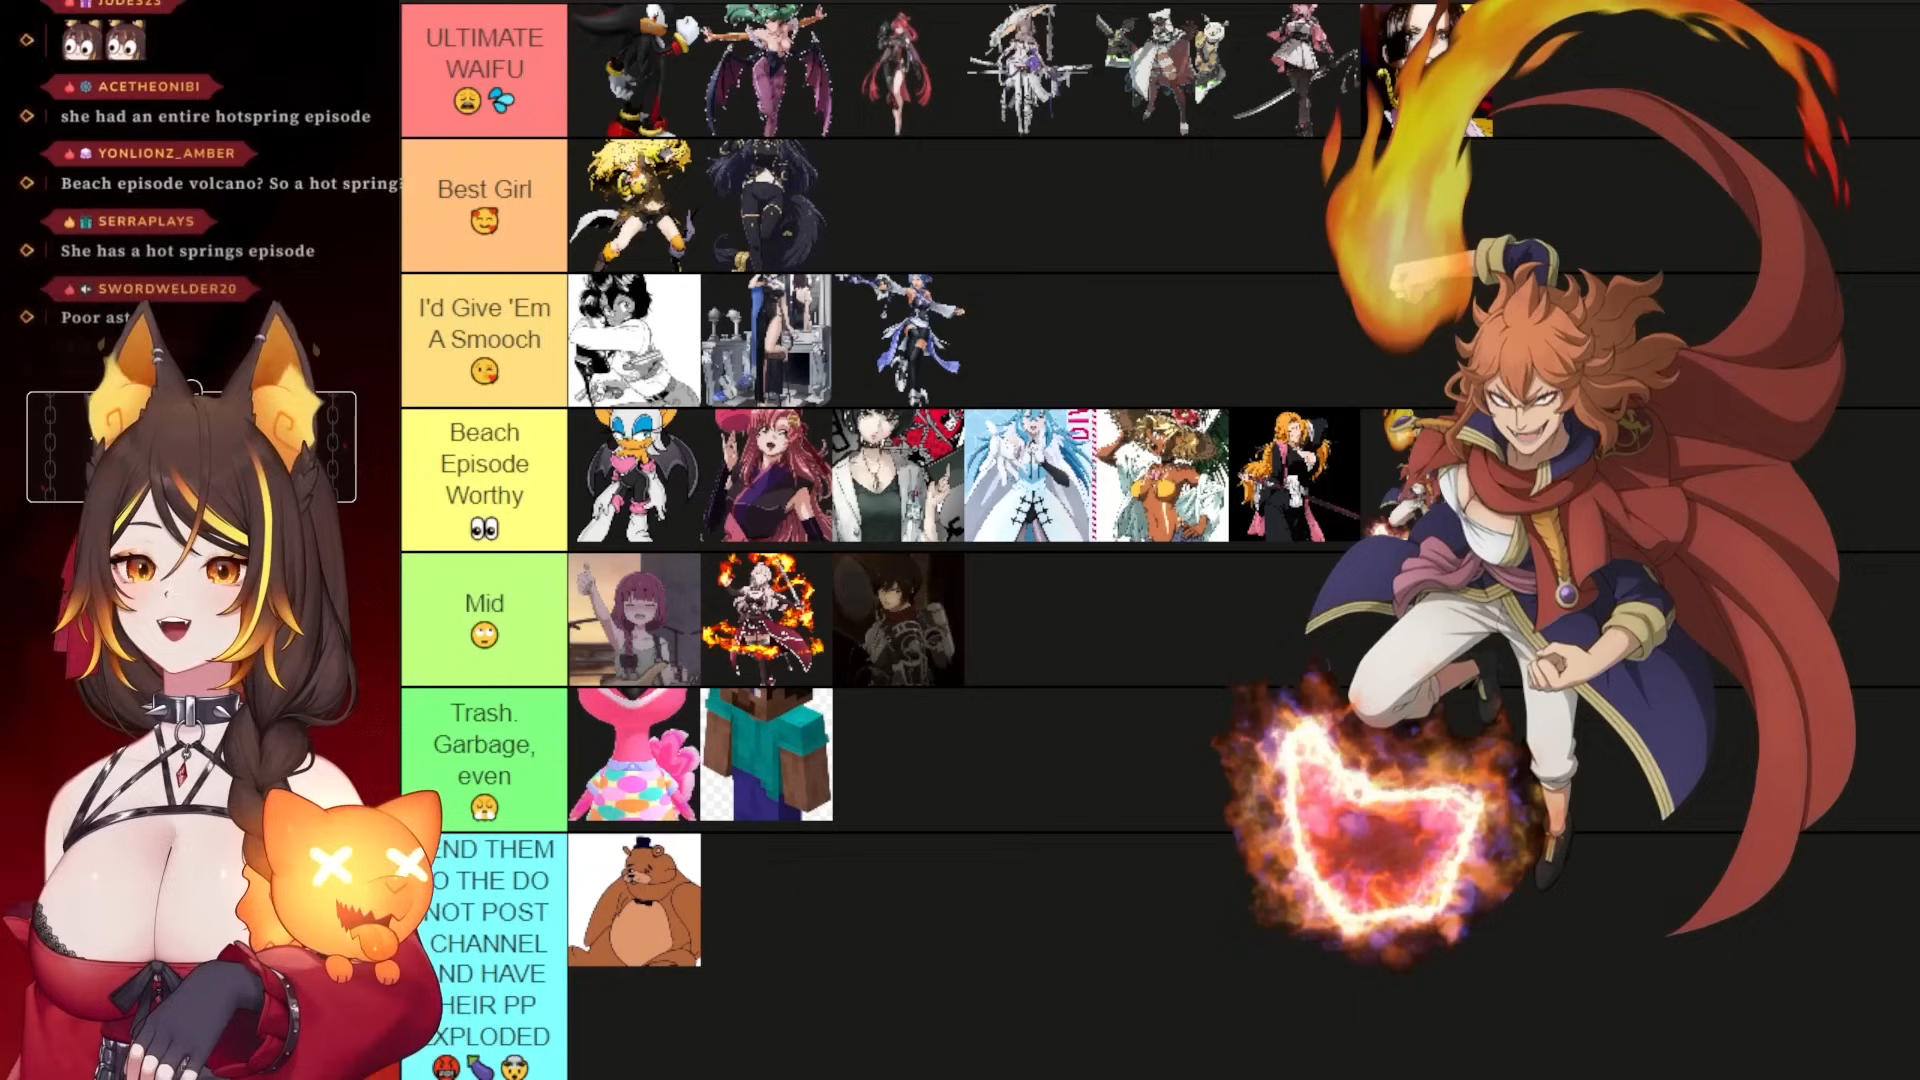 JUDES23
ACETHEONIBI
she had an entire hotspring episode
YONLIONZ_AMBER
Beach episode volcano? So a hot spring?
SERRAPLAYS
She has a hot springs episode
SWORDWELDER20
Poor ast
ULTIMATE
WAIFU
Best Girl
I'd Give 'Em
A Smooch
Beach
Episode
Worthy
Mid
Trash.
Garbage,
even
END THEM
O THE DO
NOT POST
CHANNEL
ND HAVE
HEIR PP
XPLODED